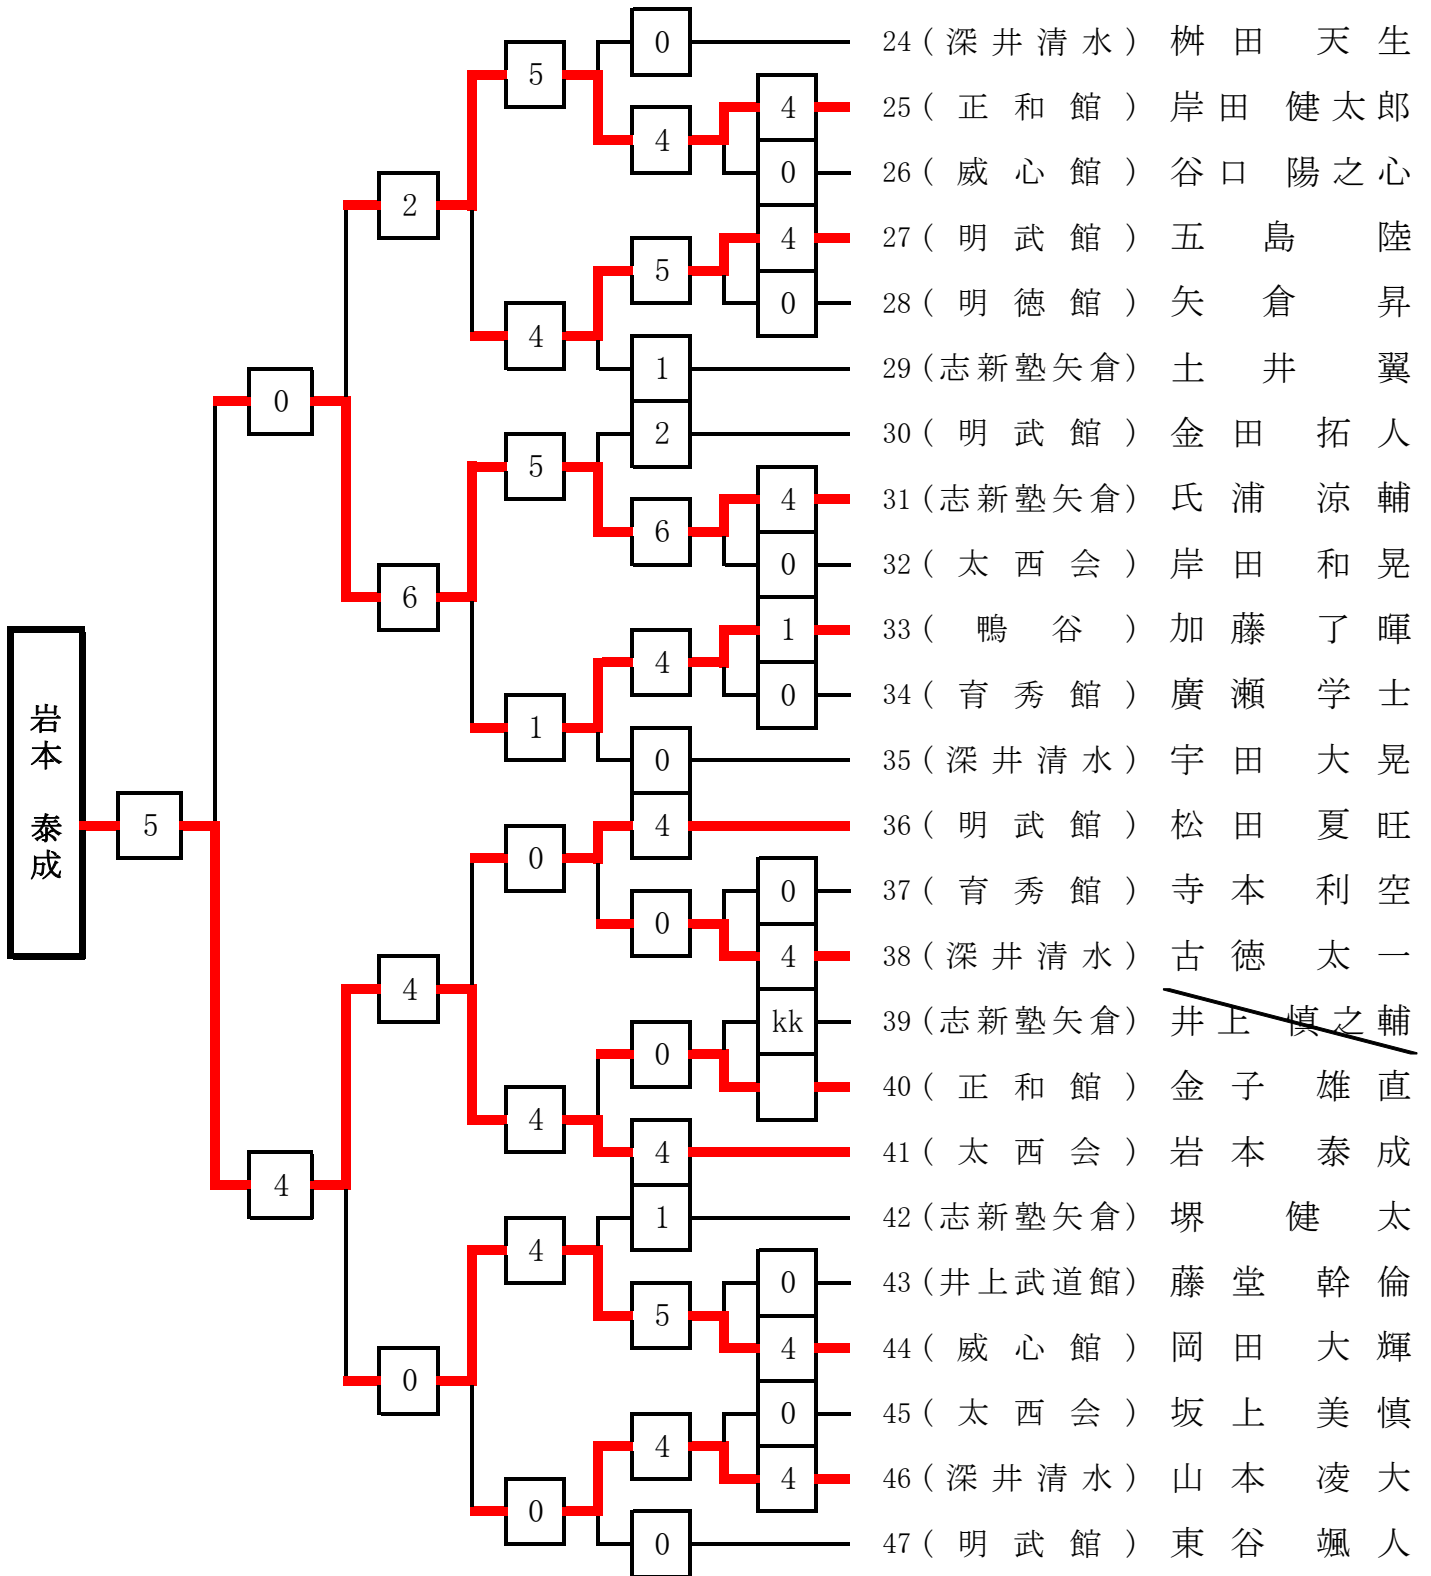 0 24(深井清水) 桝田 天生
5
4 25(正和館) 岸田 健太郎
4
0 26(威心館) 谷口 陽之心
2
4 27(明武館) 五島 陸
5
0 28(明徳館) 矢倉 昇
4
1 29(志新塾矢倉) 土井 翼
0
2 30(明武館) 金田 拓人
5
4 31(志新塾矢倉) 氏浦 涼輔
6
0 32(太西会) 岸田 和晃
6
1 33(鴨谷) 加藤 了暉
4
0 34(育秀館) 廣瀬 学士
1
0 35(深井清水) 宇田 大晃
岩本 泰成
5
4 36(明武館) 松田 夏旺
0
0 37(育秀館) 寺本 利空
0
4 38(深井清水) 古徳 太一
4
kk 39(志新塾矢倉) 井上 慎之輔
0
40(正和館) 金子 雄直
4
4 41(太西会) 岩本 泰成
4
1 42(志新塾矢倉) 堺 健太
4
0 43(井上武道館) 藤堂 幹倫
5
4 44(威心館) 岡田 大輝
0
0 45(太西会) 坂上 美慎
4
4 46(深井清水) 山本 凌大
0
0 47(明武館) 東谷 颯人